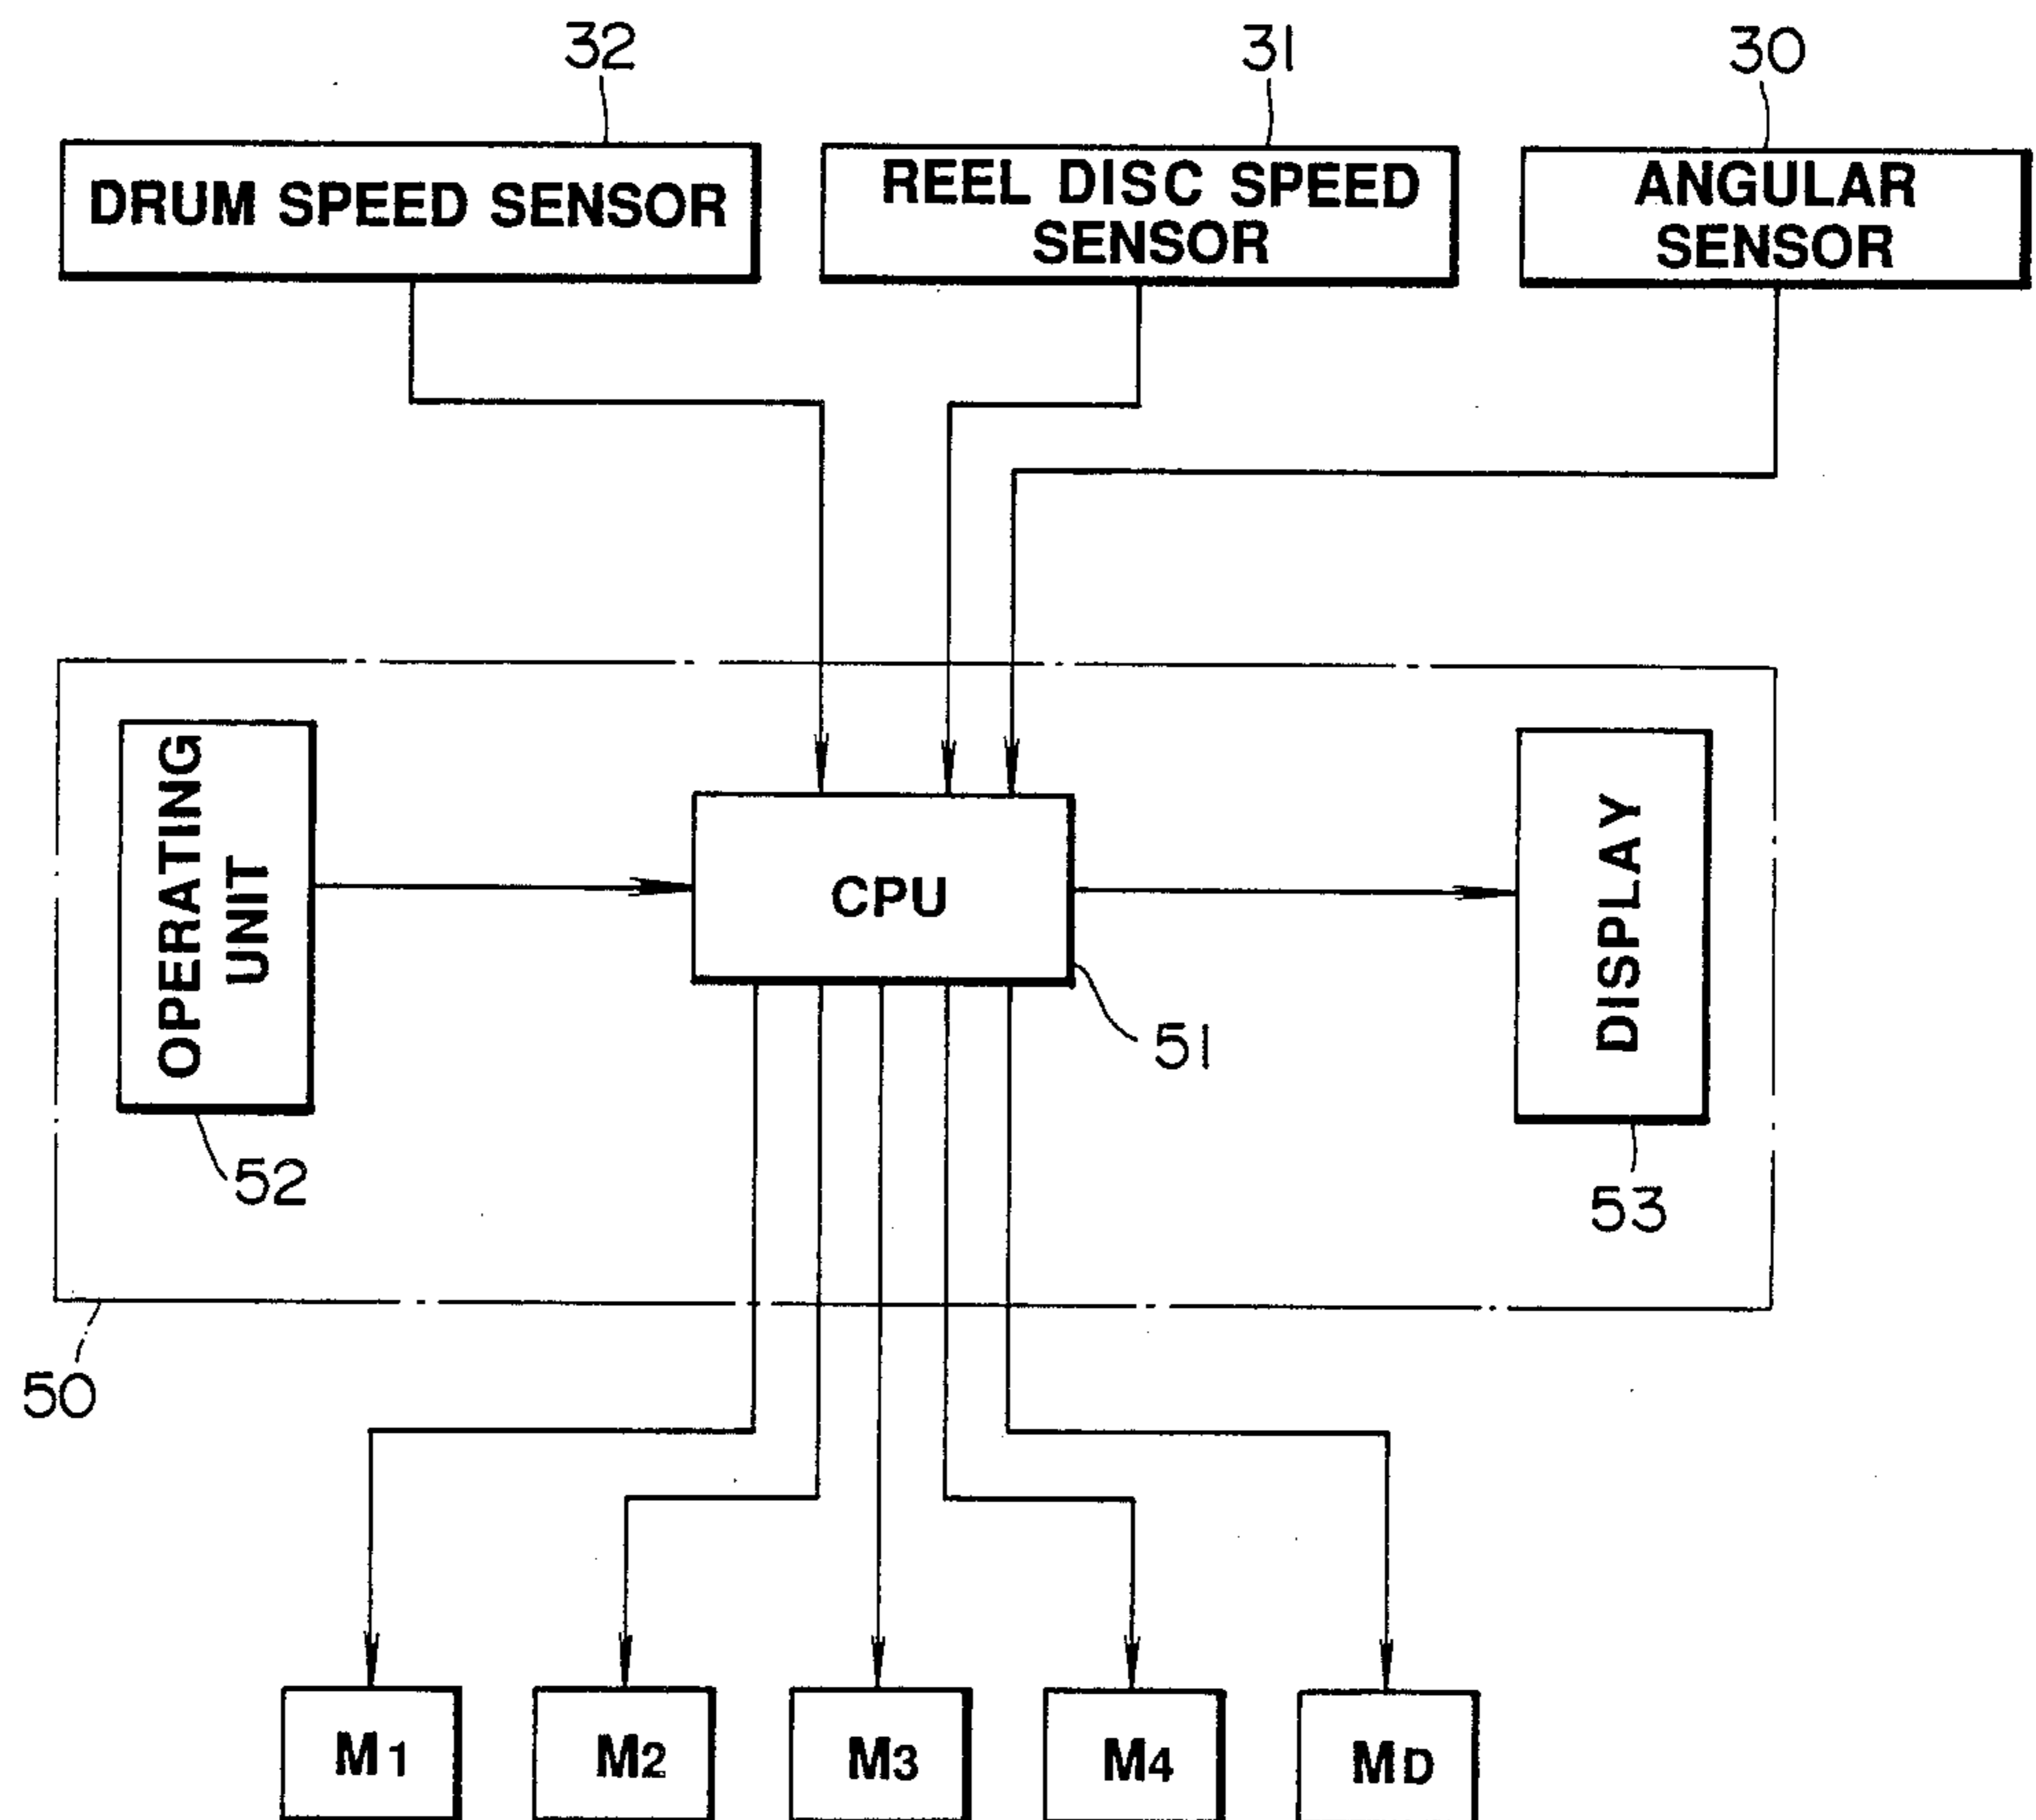 32
31
30
DRUM SPEED SENSOR
REEL DISC SPEED
SENSOR
ANGULAR
SENSOR
OPERATING
UNIT
CPU
DISPLAY
51
52
53
50
M1
M2
M3
M4
MD